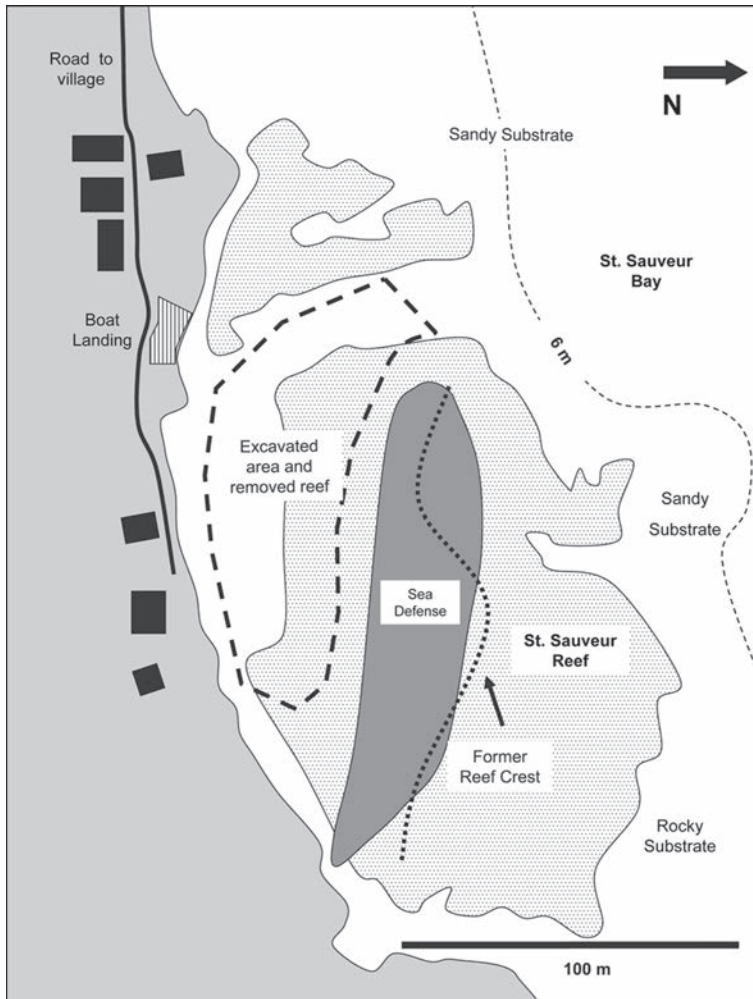 Road to
village
N
Sandy Substrate
St. Sauveur
Bay
Boat
Landing
6 m
Excavated
area and
removed reef
Sandy
Substrate
Sea
Defense
St. Sauveur
Reef
Former
Reef Crest
Rocky
Substrate
100 m